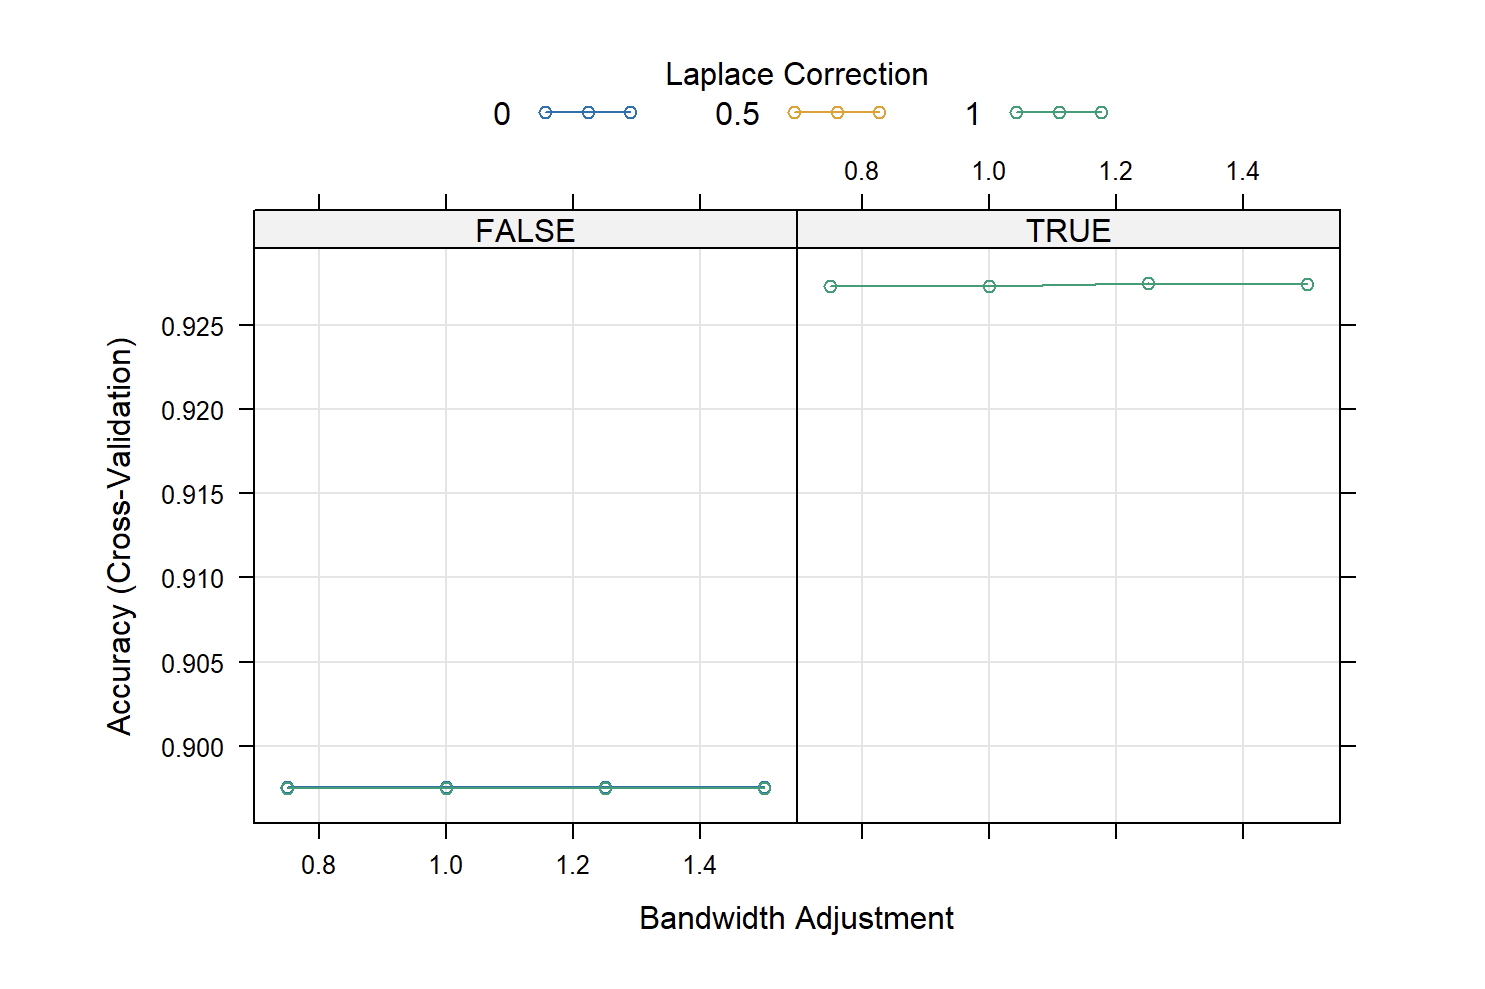 Laplace Correction
0 0.5 1
0.8 1.0 1.2 1.4
FALSE TRUE
0.925
0.920
0.915
0.910
0.905
0.900
Accuracy (Cross-Validation)
0.8 1.0 1.2 1.4
Bandwidth Adjustment